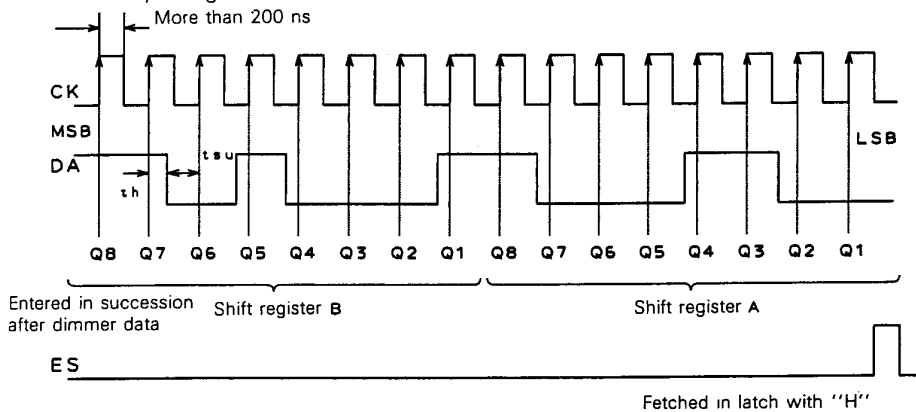 More than 200 ns
CK
MSB
LSB
DA
tsu
th
Q8 Q7 Q6 Q5 Q4 Q3 Q2 Q1 Q8 Q7 Q6 Q5 Q4 Q3 Q2 Q1
Entered in succession
after dimmer data
Shift register B
Shift register A
ES
Fetched in latch with "H"